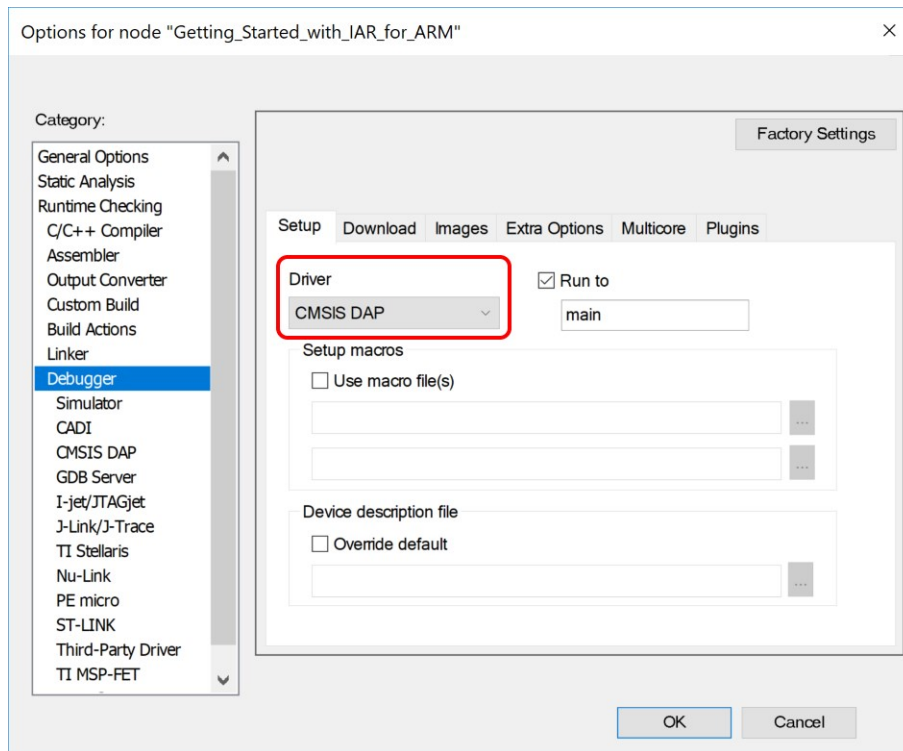 Options for node "Getting_Started_with_IAR_for_ARM"
Category:
Factory Settings
General Options
Static Analysis
Runtime Checking
C/C++ Compiler
Assembler
Output Converter
Custom Build
Build Actions
Linker
Debugger
Simulator
CADI
CMSIS DAP
GDB Server
I-jet/JTAGjet
J-Link/J-Trace
TI Stellaris
Nu-Link
PE micro
ST-LINK
Third-Party Driver
TI MSP-FET
Setup Download Images Extra Options Multicore Plugins
Driver
CMSIS DAP
Run to
main
Setup macros
Use macro file(s)
...
...
Device description file
Override default
...
OK Cancel